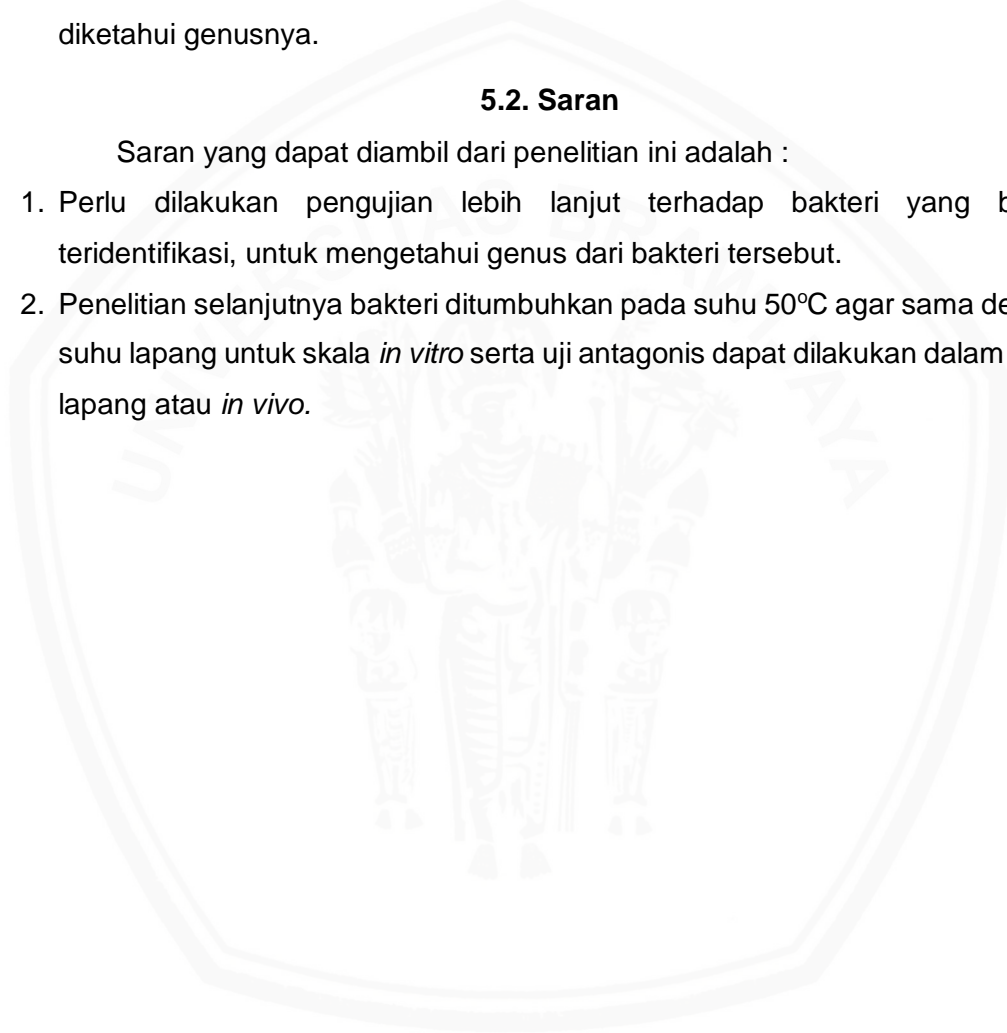 diketahui genusnya.
5.2. Saran
Saran yang dapat diambil dari penelitian ini adalah :
1. Perlu dilakukan pengujian lebih lanjut terhadap bakteri yang
teridentifikasi, untuk mengetahui genus dari bakteri tersebut.
2. Penelitian selanjutnya bakteri ditumbuhkan pada suhu 50°C agar sama
suhu lapang untuk skala in vitro serta uji antagonis dapat dilakukan dalam
lapang atau in vivo.
UNIVERSITAS BRAWIJAYA